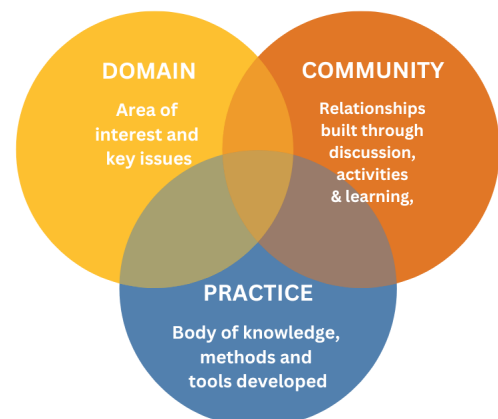 DOMAIN
Area of
interest and
key issues
COMMUNITY
Relationships
built through
discussion,
activities
& learning,
PRACTICE
Body of knowledge,
methods and
tools developed